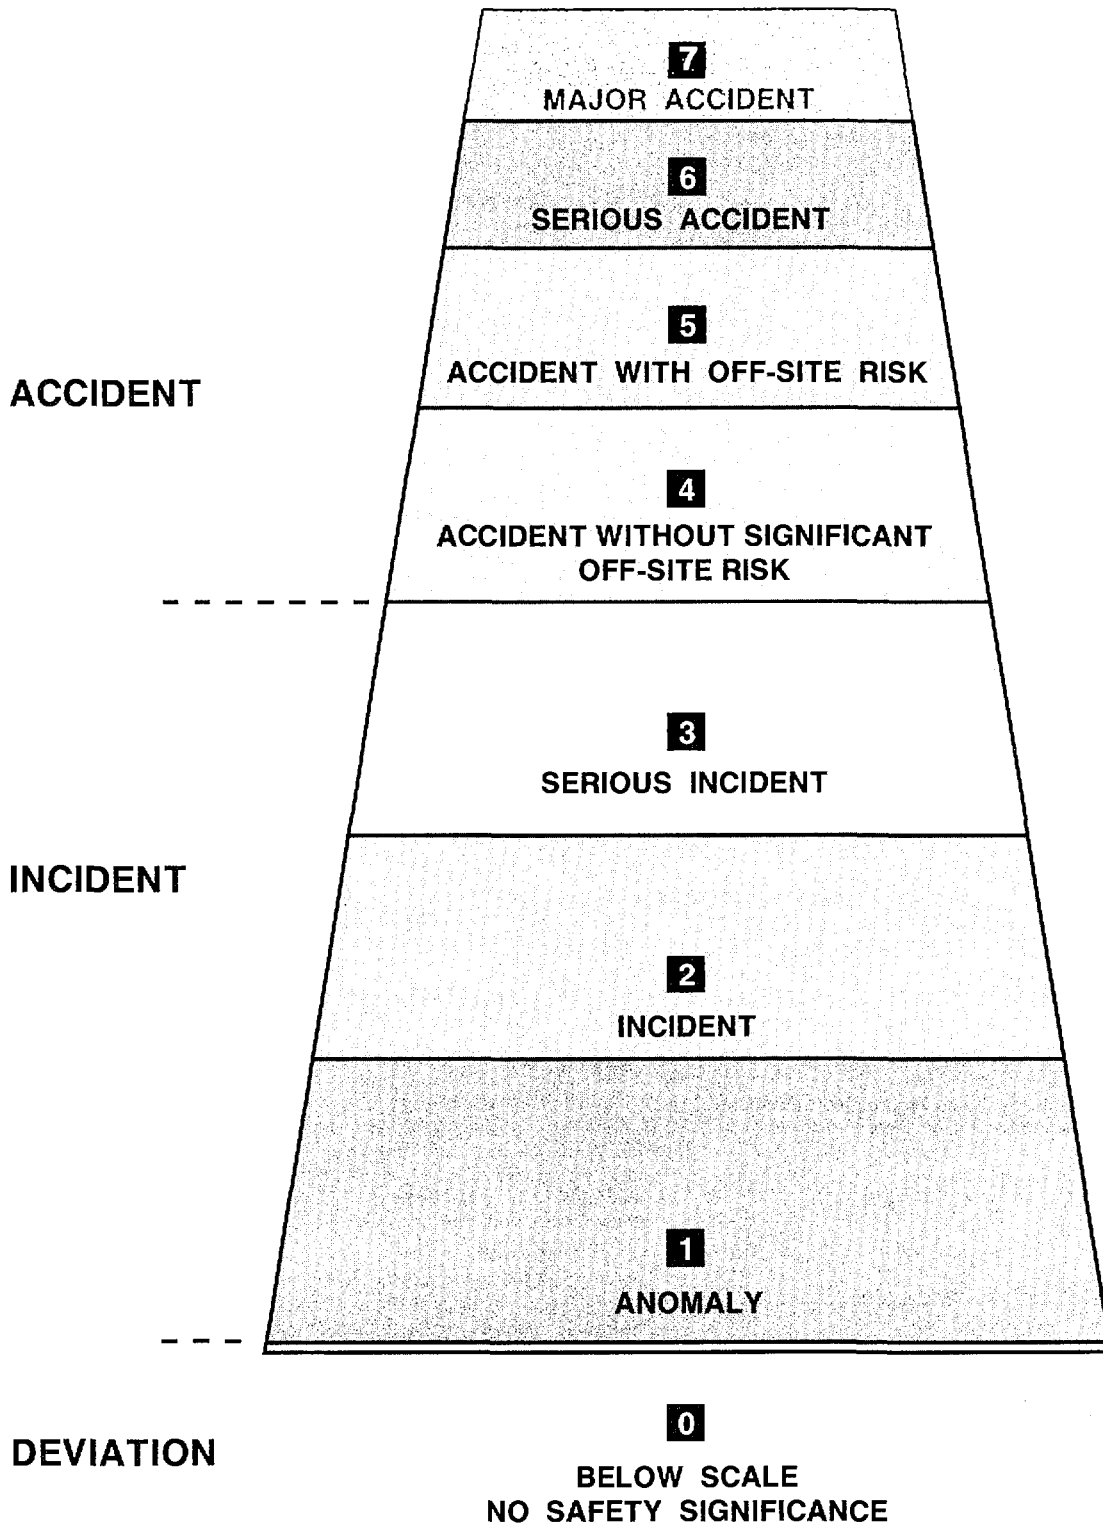 7
MAJOR ACCIDENT
6
SERIOUS ACCIDENT
5
ACCIDENT WITH OFF-SITE RISK
ACCIDENT
4
ACCIDENT WITHOUT SIGNIFICANT
OFF-SITE RISK
3
SERIOUS INCIDENT
INCIDENT
2
INCIDENT
1
ANOMALY
0
DEVIATION
BELOW SCALE
NO SAFETY SIGNIFICANCE